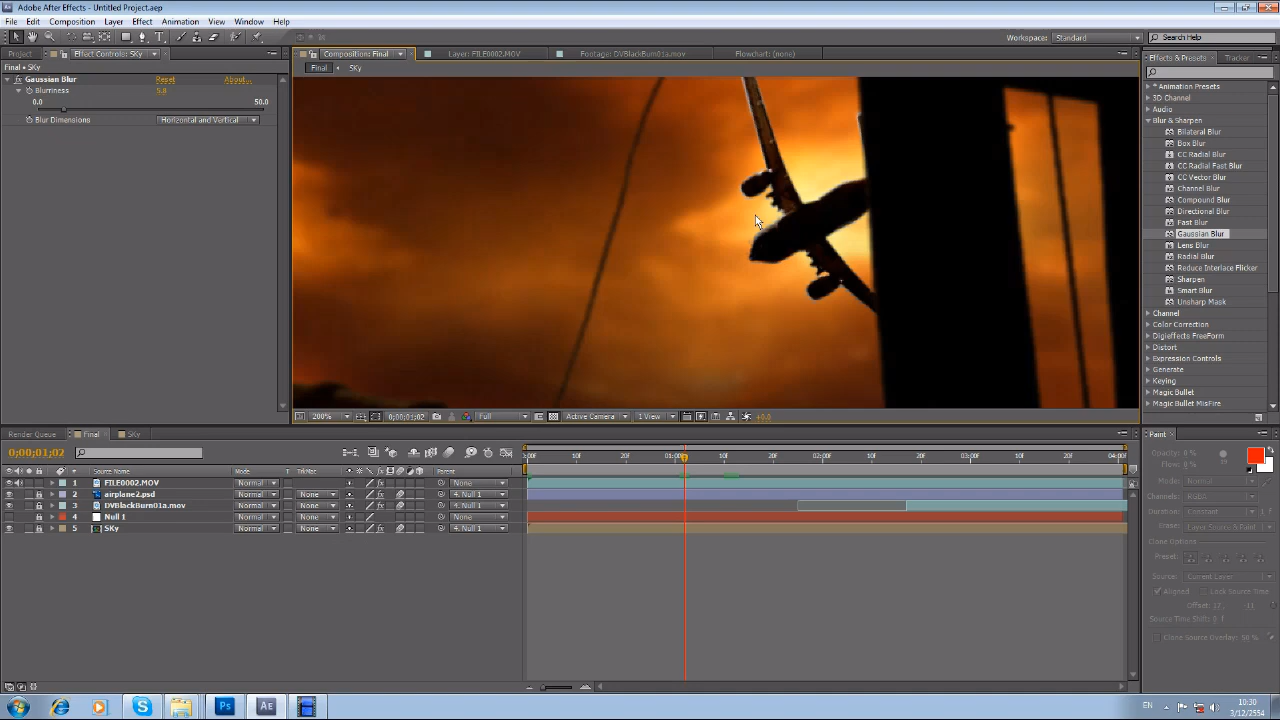 Adobe After Effects - Untitled Project.aep
File Edit Composition Layer Effect Animation View Window Help
Workspace: Standard Search Help
Project Effect Controls: SKy
Final • SKy
Gaussian Blur Reset About...
Blurriness 5.8
0.0 50.0
Blur Dimensions Horizontal and Vertical
Composition: Final Layer: FILE0002.MOV Footage: DVBlackBurn01a.mov Flowchart: (none)
Final SKy
200% 0;00;01;02 Full Active Camera 1 View +0.0
Effects & Presets Tracker
* Animation Presets
3D Channel
Audio
Blur & Sharpen
Bilateral Blur
Box Blur
CC Radial Blur
CC Radial Fast Blur
CC Vector Blur
Channel Blur
Compound Blur
Directional Blur
Fast Blur
Gaussian Blur
Lens Blur
Radial Blur
Reduce Interlace Flicker
Sharpen
Smart Blur
Unsharp Mask
Channel
Color Correction
Digieffects FreeForm
Distort
Expression Controls
Generate
Keying
Magic Bullet
Magic Bullet MisFire
Render Queue Final SKy
0;00;01;02
# Source Name Mode T TrkMat Parent
1 FILE0002.MOV Normal None
2 airplane2.psd Normal None 4. Null 1
3 DVBlackBurn01a.mov Normal None 4. Null 1
4 Null 1 Normal None None
5 SKy Normal None 4. Null 1
:00F 10F 20F 01:00F 10F 20F 02:00F 10F 20F 03:00F 10F 20F 04:00F
Paint
Opacity: 0 %
Flow: 0 %
Mode: Normal
Channels: RGBA
Duration: Constant
Erase: Layer Source & Paint
Clone Options
Preset:
Source: Current Layer
Aligned Lock Source Time
Offset: 17, -11
Source Time Shift: 0 f
Clone Source Overlay: 50 %
Ps AE
EN 10:30
3/12/2554